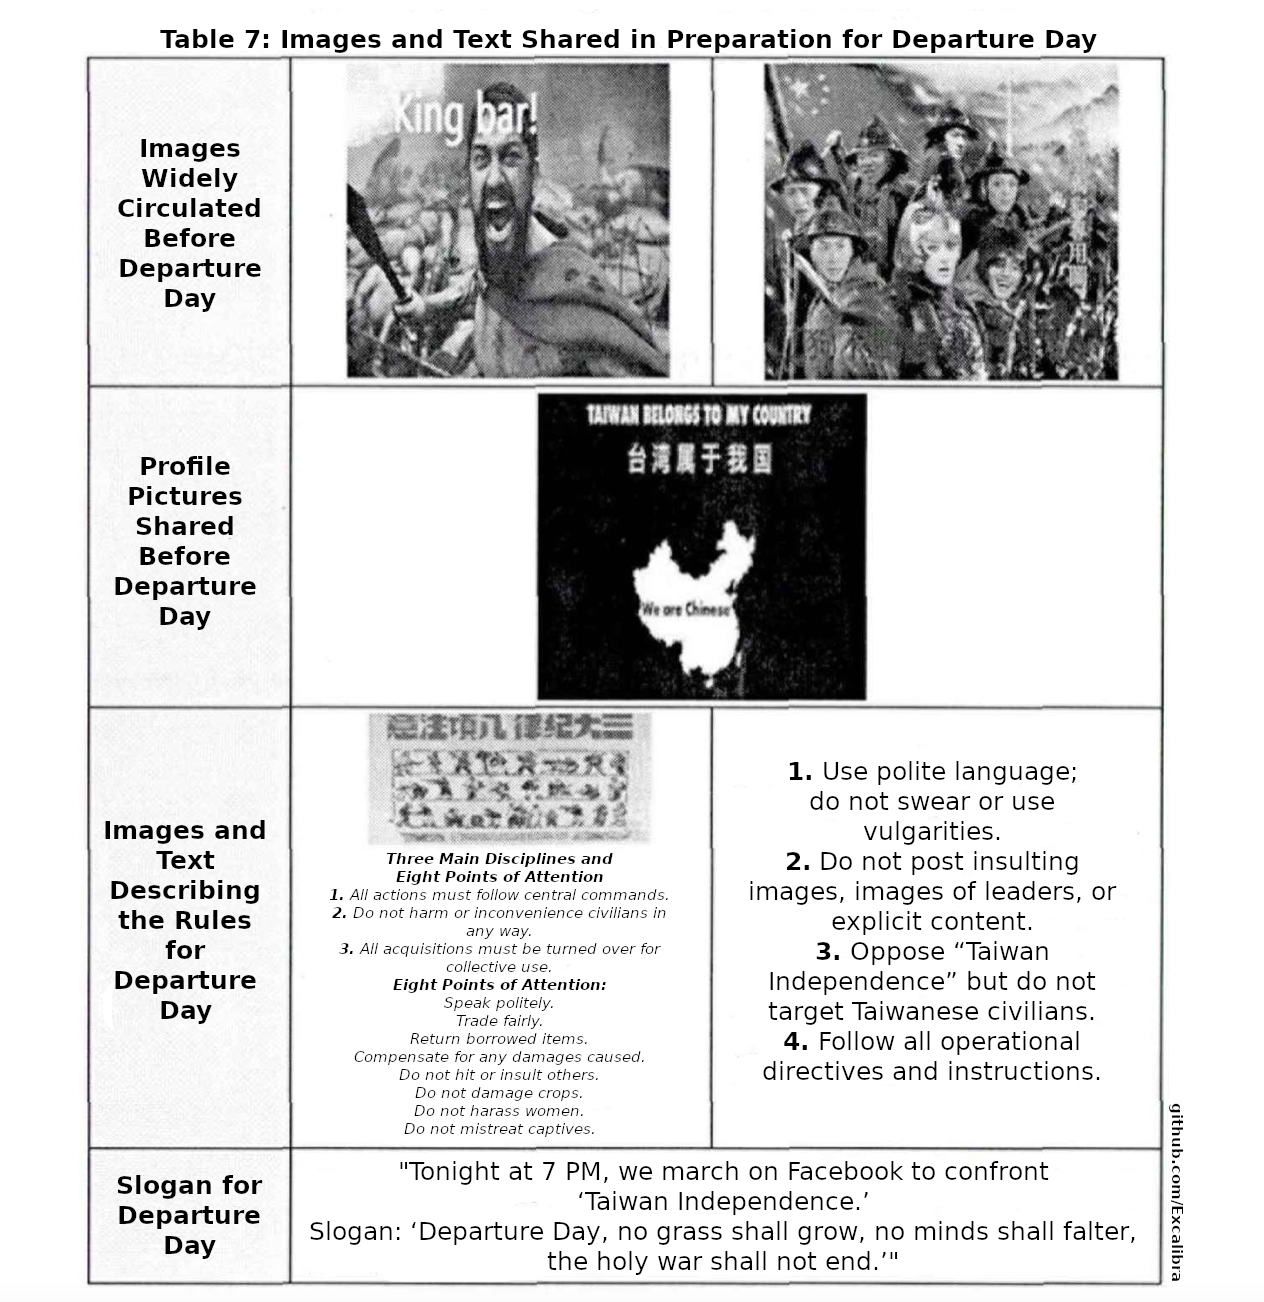 Table 7: Images and Text Shared in Preparation for Departure Day
Images
Widely
Circulated
Before
Departure
Day
King bar!
Profile
Pictures
Shared
Before
Departure
Day
TAIWAN BELONGS TO MY COUNTRY
台湾属于我国
We are Chinese
Images and
Text
Describing
the Rules
for
Departure
Day
三大纪律八項注意
Three Main Disciplines and
Eight Points of Attention
1. All actions must follow central commands.
2. Do not harm or inconvenience civilians in
any way.
3. All acquisitions must be turned over for
collective use.
Eight Points of Attention:
Speak politely.
Trade fairly.
Return borrowed items.
Compensate for any damages caused.
Do not hit or insult others.
Do not damage crops.
Do not harass women.
Do not mistreat captives.
1. Use polite language;
do not swear or use
vulgarities.
2. Do not post insulting
images, images of leaders, or
explicit content.
3. Oppose “Taiwan
Independence” but do not
target Taiwanese civilians.
4. Follow all operational
directives and instructions.
Slogan for
Departure
Day
"Tonight at 7 PM, we march on Facebook to confront
‘Taiwan Independence.’
Slogan: ‘Departure Day, no grass shall grow, no minds shall falter,
the holy war shall not end.’"
github.com/Excalibra